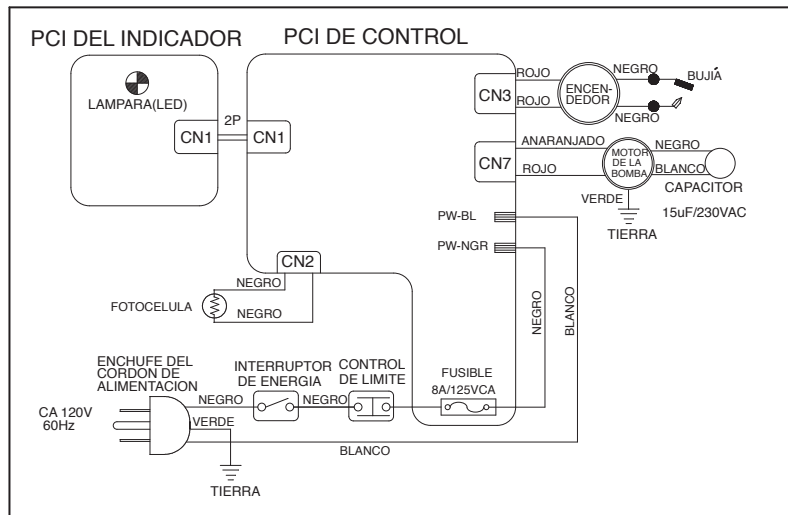 PCI DEL INDICADOR
PCI DE CONTROL
LAMPARA(LED)
2P
CN1
CN1
CN3
ROJO
ROJO
ENCEN-
DEDOR
NEGRO
NEGRO
BUJIÁ
CN7
ANARANJADO
ROJO
MOTOR
DE LA
BOMBA
NEGRO
BLANCO
CAPACITOR
15uF/230VAC
VERDE
TIERRA
PW-BL
PW-NGR
CN2
NEGRO
NEGRO
FOTOCELULA
NEGRO
BLANCO
ENCHUFE DEL
CORDON DE
ALIMENTACION
INTERRUPTOR
DE ENERGIA
CONTROL
DE LIMITE
FUSIBLE
8A/125VCA
NEGRO
NEGRO
CA 120V
60Hz
VERDE
BLANCO
TIERRA